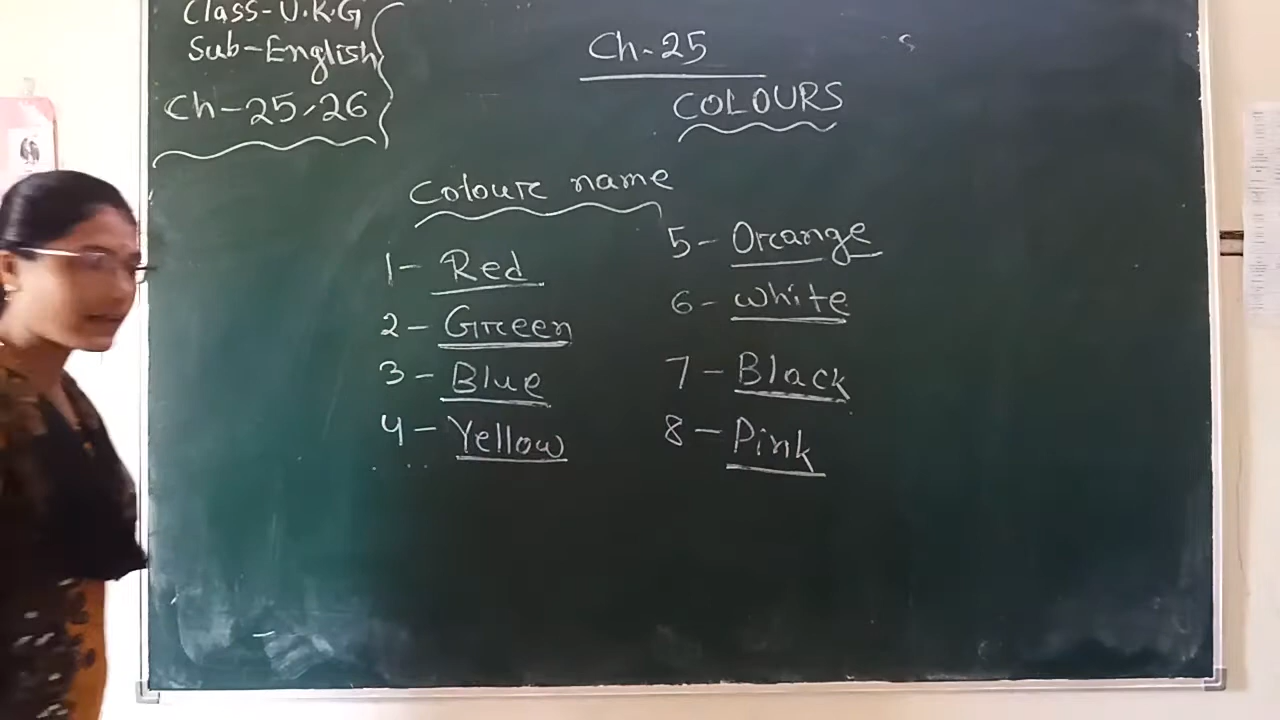 Class-U.K.G
Sub-English
Ch-25,26
Ch-25
COLOURS
Colour name
1- Red
2- Green
3- Blue
4- Yellow
5- Orange
6- white
7- Black
8- Pink